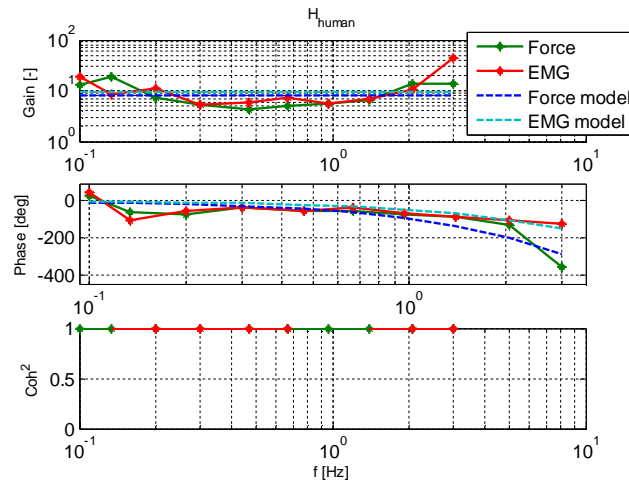 H_human
10^2
10^1
10^0
Gain [-]
10^-1
10^0
10^1
Force
EMG
Force model
EMG model
0
-200
-400
Phase [deg]
10^-1
10^0
1
0.5
0
Coh^2
10^-1
10^0
10^1
f [Hz]